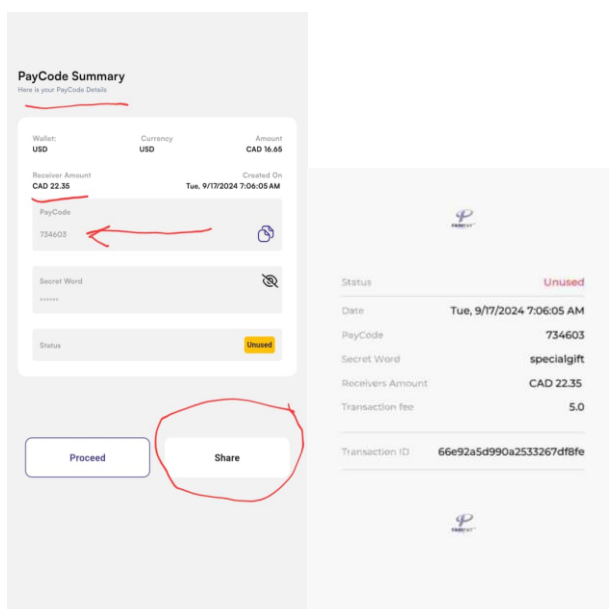 PayCode Summary
Here is your PayCode Details
Wallet: Currency Amount
USD USD CAD 16.65
Receiver Amount Created On
CAD 22.35 Tue, 9/17/2024 7:06:05 AM
PayCode
734603
Secret Word
••••••
Status Unused
Proceed Share
Status Unused
Date Tue, 9/17/2024 7:06:05 AM
PayCode 734603
Secret Word specialgift
Receivers Amount CAD 22.35
Transaction fee 5.0
Transaction ID 66e92a5d990a2533267df8fe